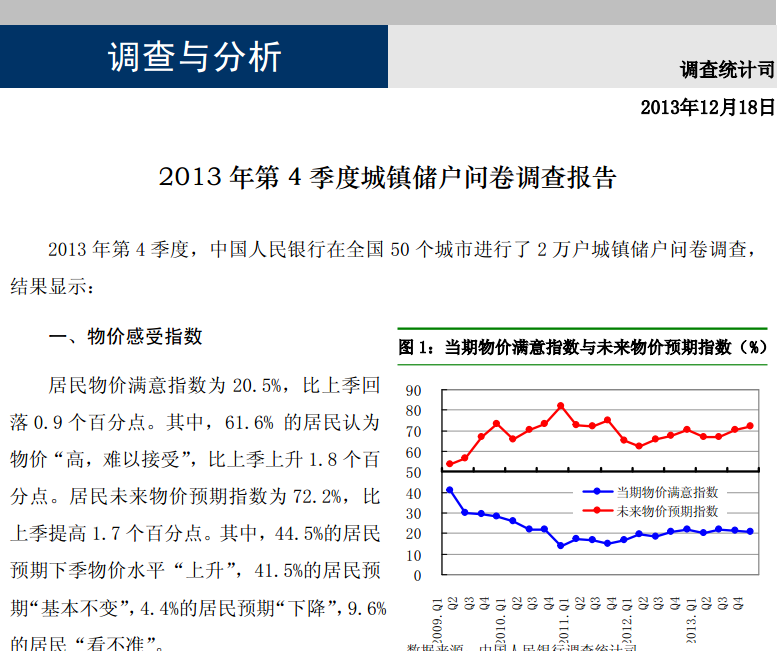 调查与分析
调查统计司
2013年12月18日
2013 年第 4 季度城镇储户问卷调查报告
2013 年第 4 季度，中国人民银行在全国 50 个城市进行了 2 万户城镇储户问卷调查，
结果显示：
一、物价感受指数
居民物价满意指数为 20.5%，比上季回
落 0.9 个百分点。其中，61.6% 的居民认为
物价“高，难以接受”，比上季上升 1.8 个百
分点。居民未来物价预期指数为 72.2%，比
上季提高 1.7 个百分点。其中，44.5%的居民
预期下季物价水平“上升”，41.5%的居民预
期“基本不变”，4.4%的居民预期“下降”，9.6%
的居民“看不准”。
图 1：当期物价满意指数与未来物价预期指数（%）
90
80
70
60
50
40
30
20
10
0
当期物价满意指数
未来物价预期指数
2009.Q1
Q2
Q3
Q4
2010.Q1
Q2
Q3
Q4
2011.Q1
Q2
Q3
Q4
2012.Q1
Q2
Q3
Q4
2013.Q1
Q2
Q3
Q4
数据来源：中国人民银行调查统计司